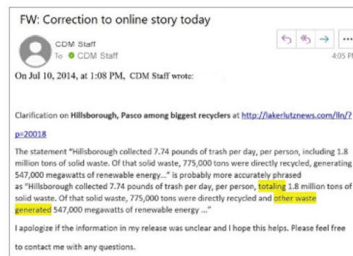 FW: Correction to online story today
CDM Staff
To CDM Staff
4:05 PM
On Jul 10, 2014, at 1:08 PM, CDM Staff wrote:
Clarification on Hillsborough, Pasco among biggest recyclers at http://lakerlutznews.com/lln/?
p=20018
The statement "Hillsborough collected 7.74 pounds of trash per day, per person, including 1.8
million tons of solid waste. Of that solid waste, 775,000 tons were directly recycled, generating
547,000 megawatts of renewable energy..." is probably more accurately phrased
as "Hillsborough collected 7.74 pounds of trash per day, per person, totaling 1.8 million tons of
solid waste. Of that solid waste, 775,000 tons were directly recycled and other waste
generated 547,000 megawatts of renewable energy ..."
I apologize if the information in my release was unclear and I hope this helps. Please feel free
to contact me with any questions.